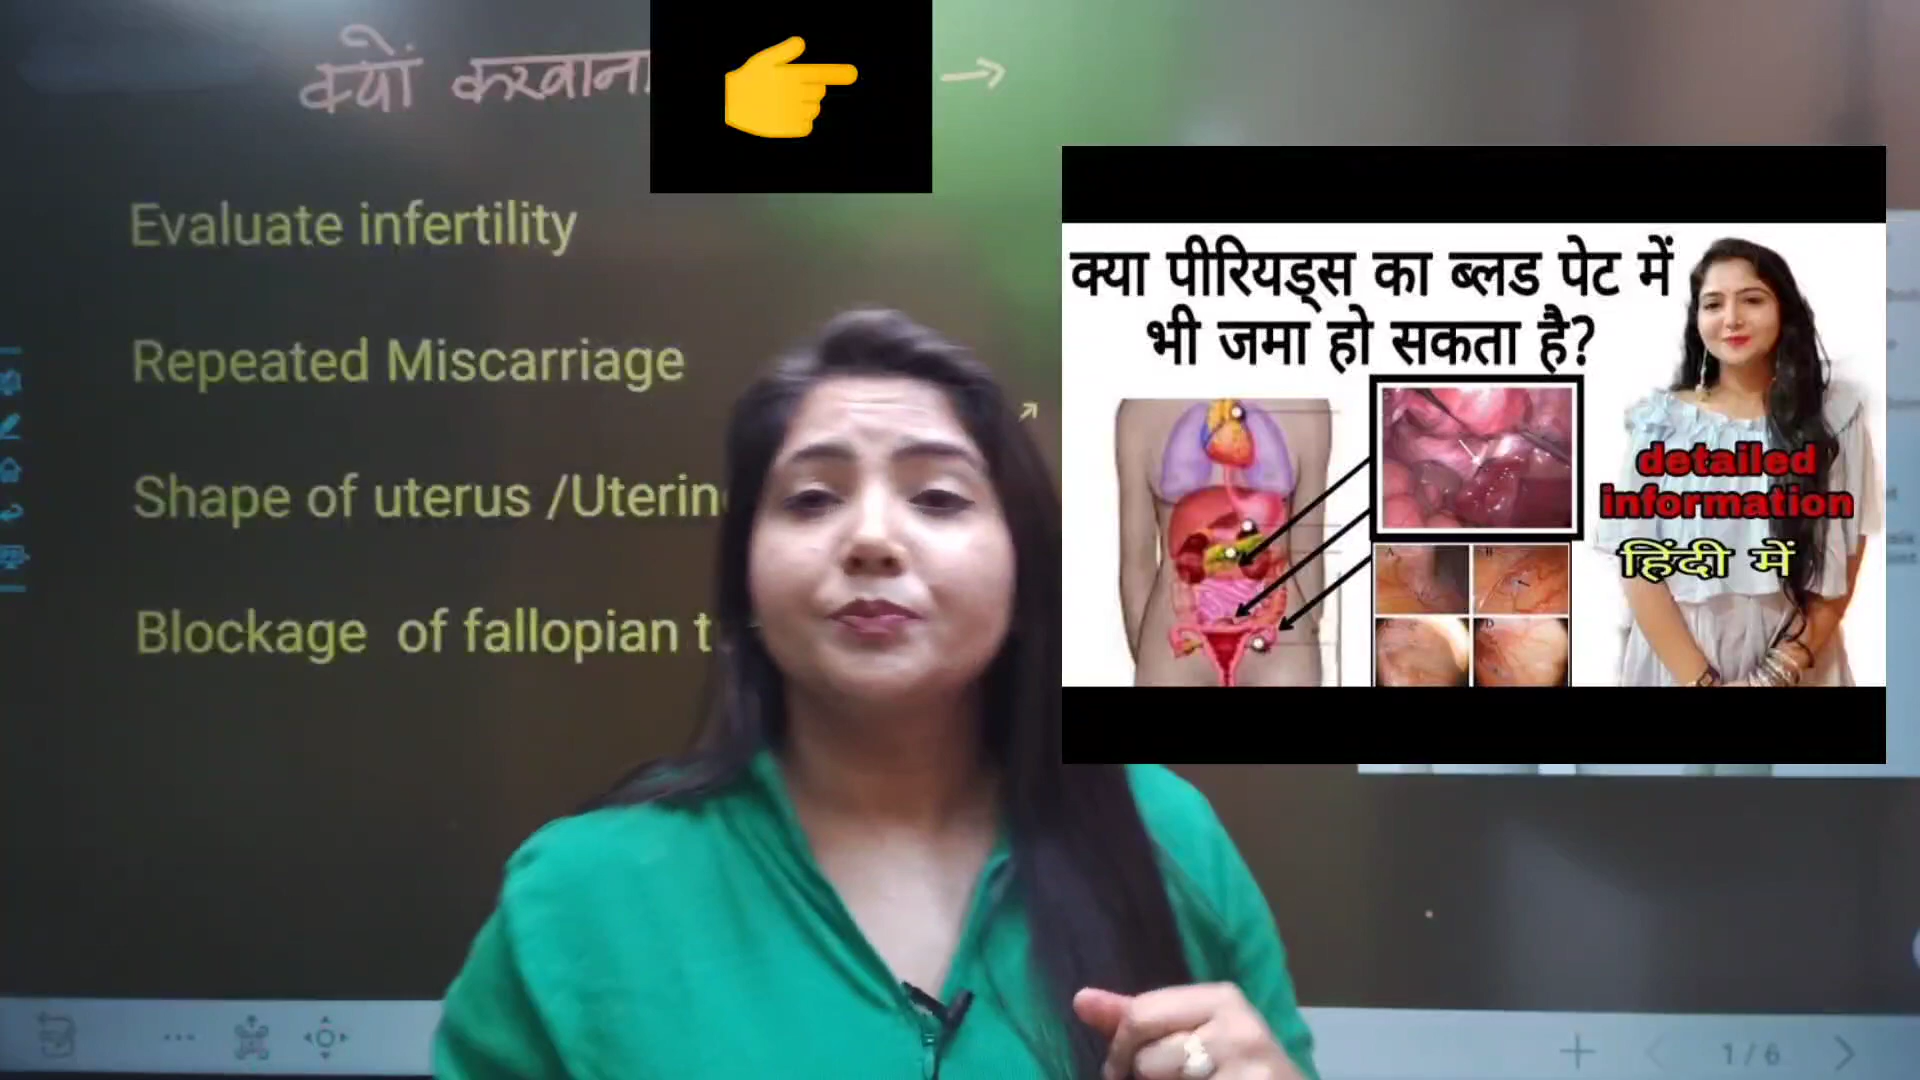 क्यों करवाना →
Evaluate infertility
Repeated Miscarriage
Shape of uterus /Uterin
Blockage of fallopian t
क्या पीरियड्स का ब्लड पेट में
भी जमा हो सकता है?
detailed
information
हिंदी में
A
B
D
1/6